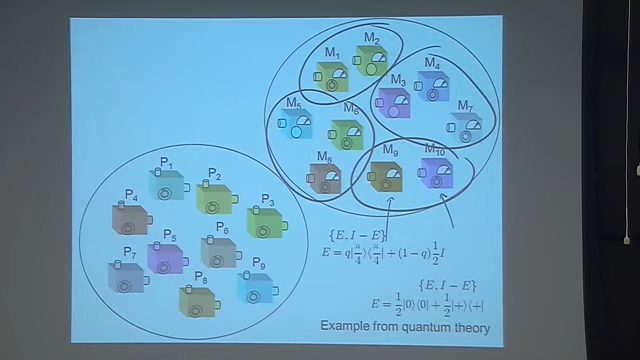 M1
M2
M3
M4
M5
M6
M7
M8
M9
M10
P1
P2
P3
P4
P5
P6
P7
P8
P9
{E, I − E}
E = q|π/4⟩⟨π/4| + (1 − q)1/2 I
{E, I − E}
E = 1/2|0⟩⟨0| + 1/2|+⟩⟨+|
Example from quantum theory